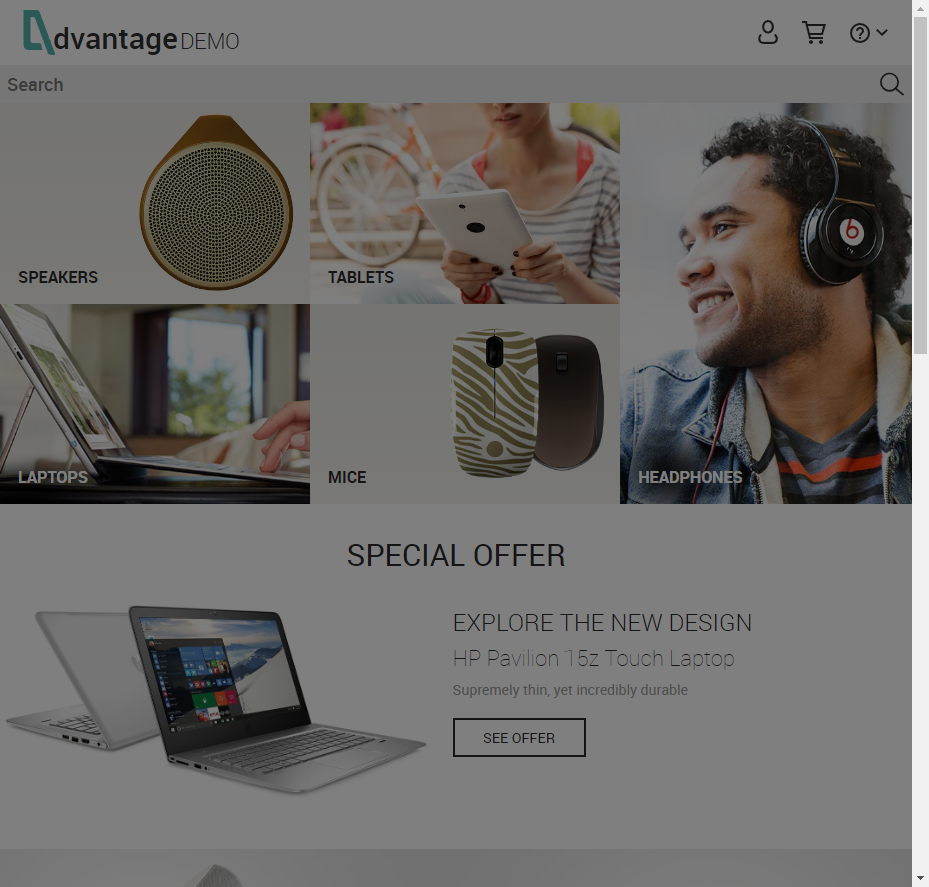 dvantage DEMO
Search
SPEAKERS
TABLETS
LAPTOPS
MICE
HEADPHONES
SPECIAL OFFER
EXPLORE THE NEW DESIGN
HP Pavilion 15z Touch Laptop
Supremely thin, yet incredibly durable
SEE OFFER